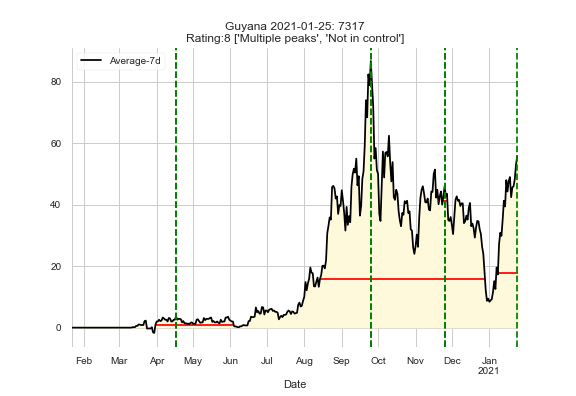 Guyana 2021-01-25: 7317
Rating:8 ['Multiple peaks', 'Not in control']
Average-7d
80
60
40
20
0
Feb Mar Apr May Jun Jul Aug Sep Oct Nov Dec Jan
2021
Date